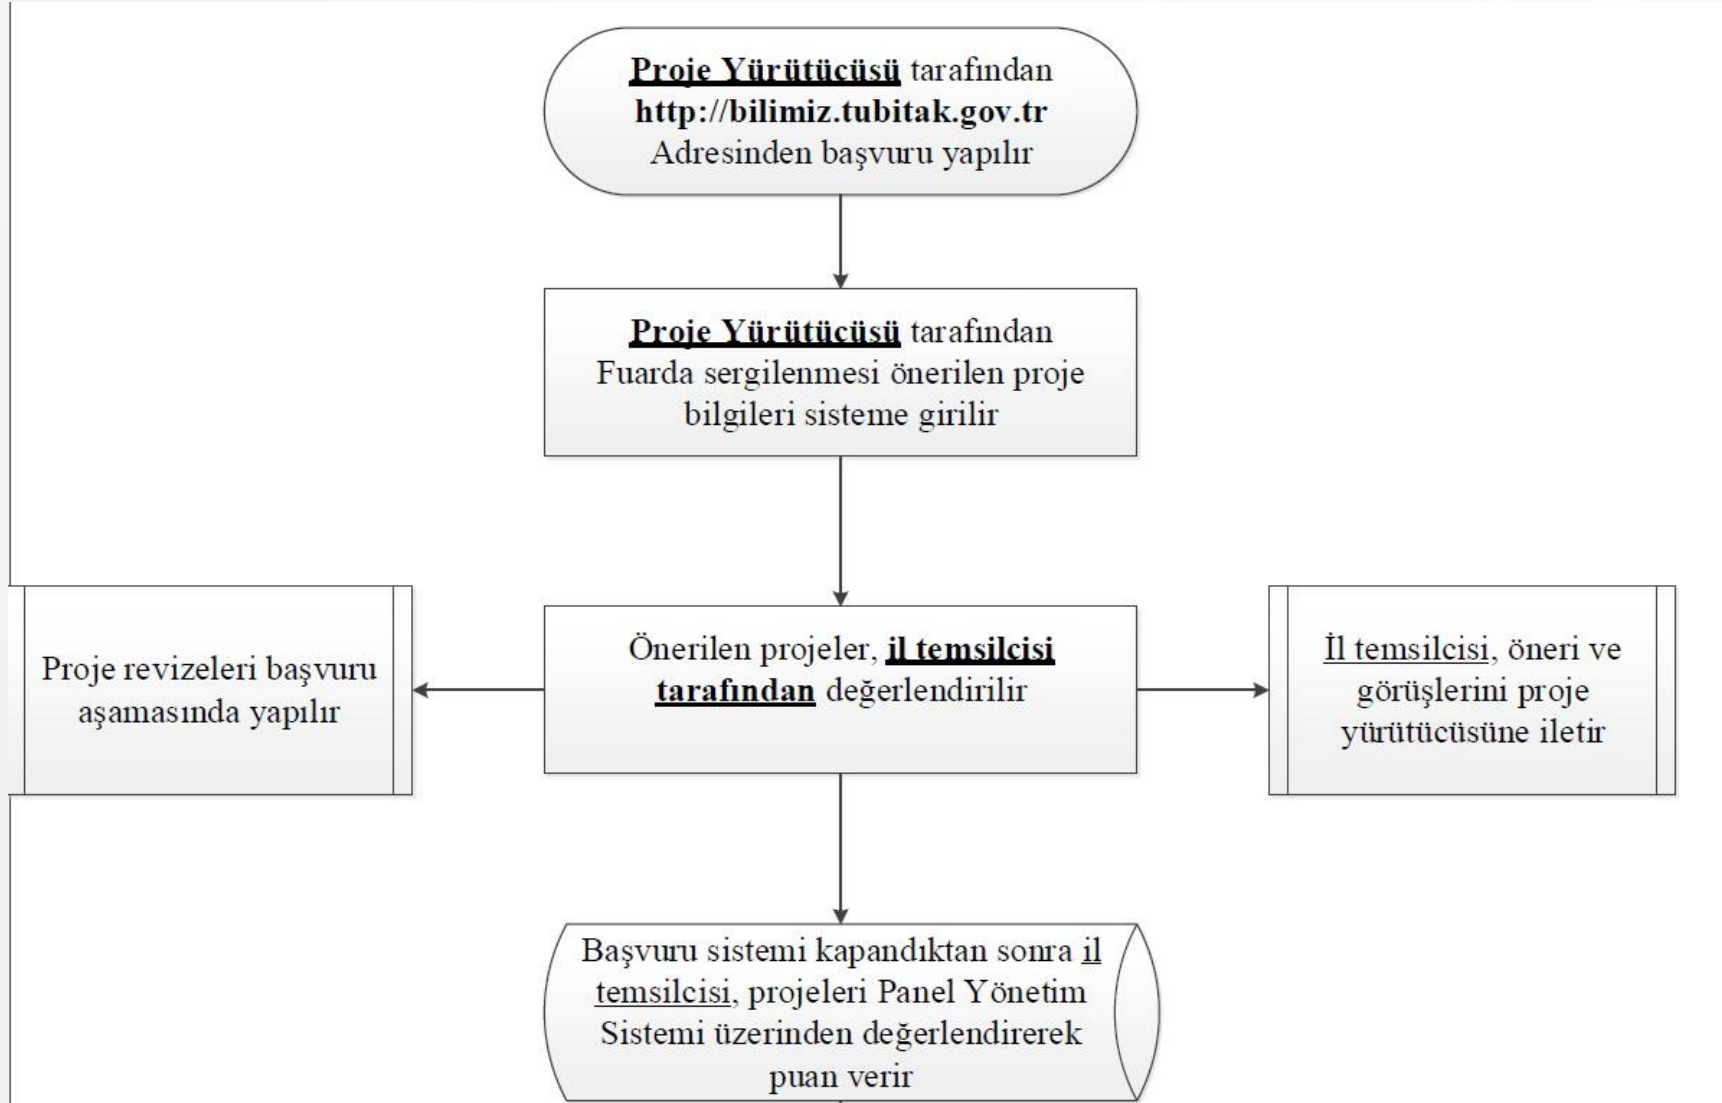 Proje Yürütücüsü tarafından
http://bilimiz.tubitak.gov.tr
Adresinden başvuru yapılır
Proje Yürütücüsü tarafından
Fuarda sergilenmesi önerilen proje
bilgileri sisteme girilir
Proje revizeleri başvuru
aşamasında yapılır
Önerilen projeler, il temsilcisi
tarafından değerlendirilir
İl temsilcisi, öneri ve
görüşlerini proje
yürütücüsüne iletir
Başvuru sistemi kapandıktan sonra il
temsilcisi, projeleri Panel Yönetim
Sistemi üzerinden değerlendirerek
puan verir